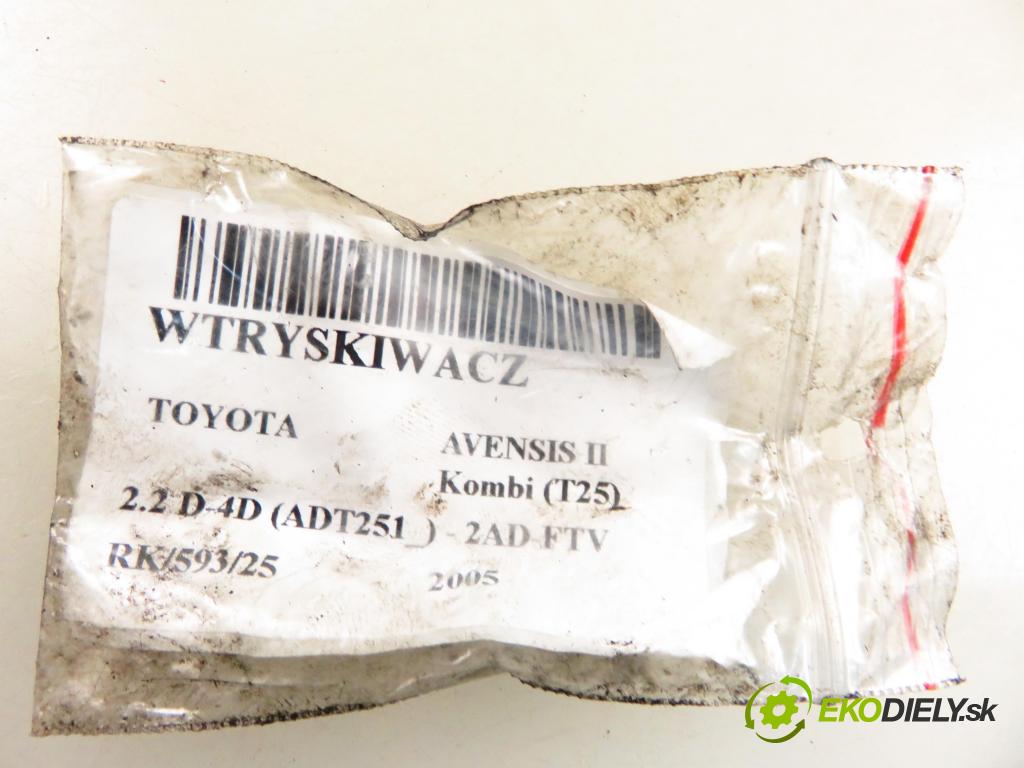 WTRYSKIWACZ
TOYOTA
AVENSIS II
Kombi (T25)_
2.2 D-4D (ADT251_) - 2AD-FTV
RK/593/25
2005
EKODIELY.sk